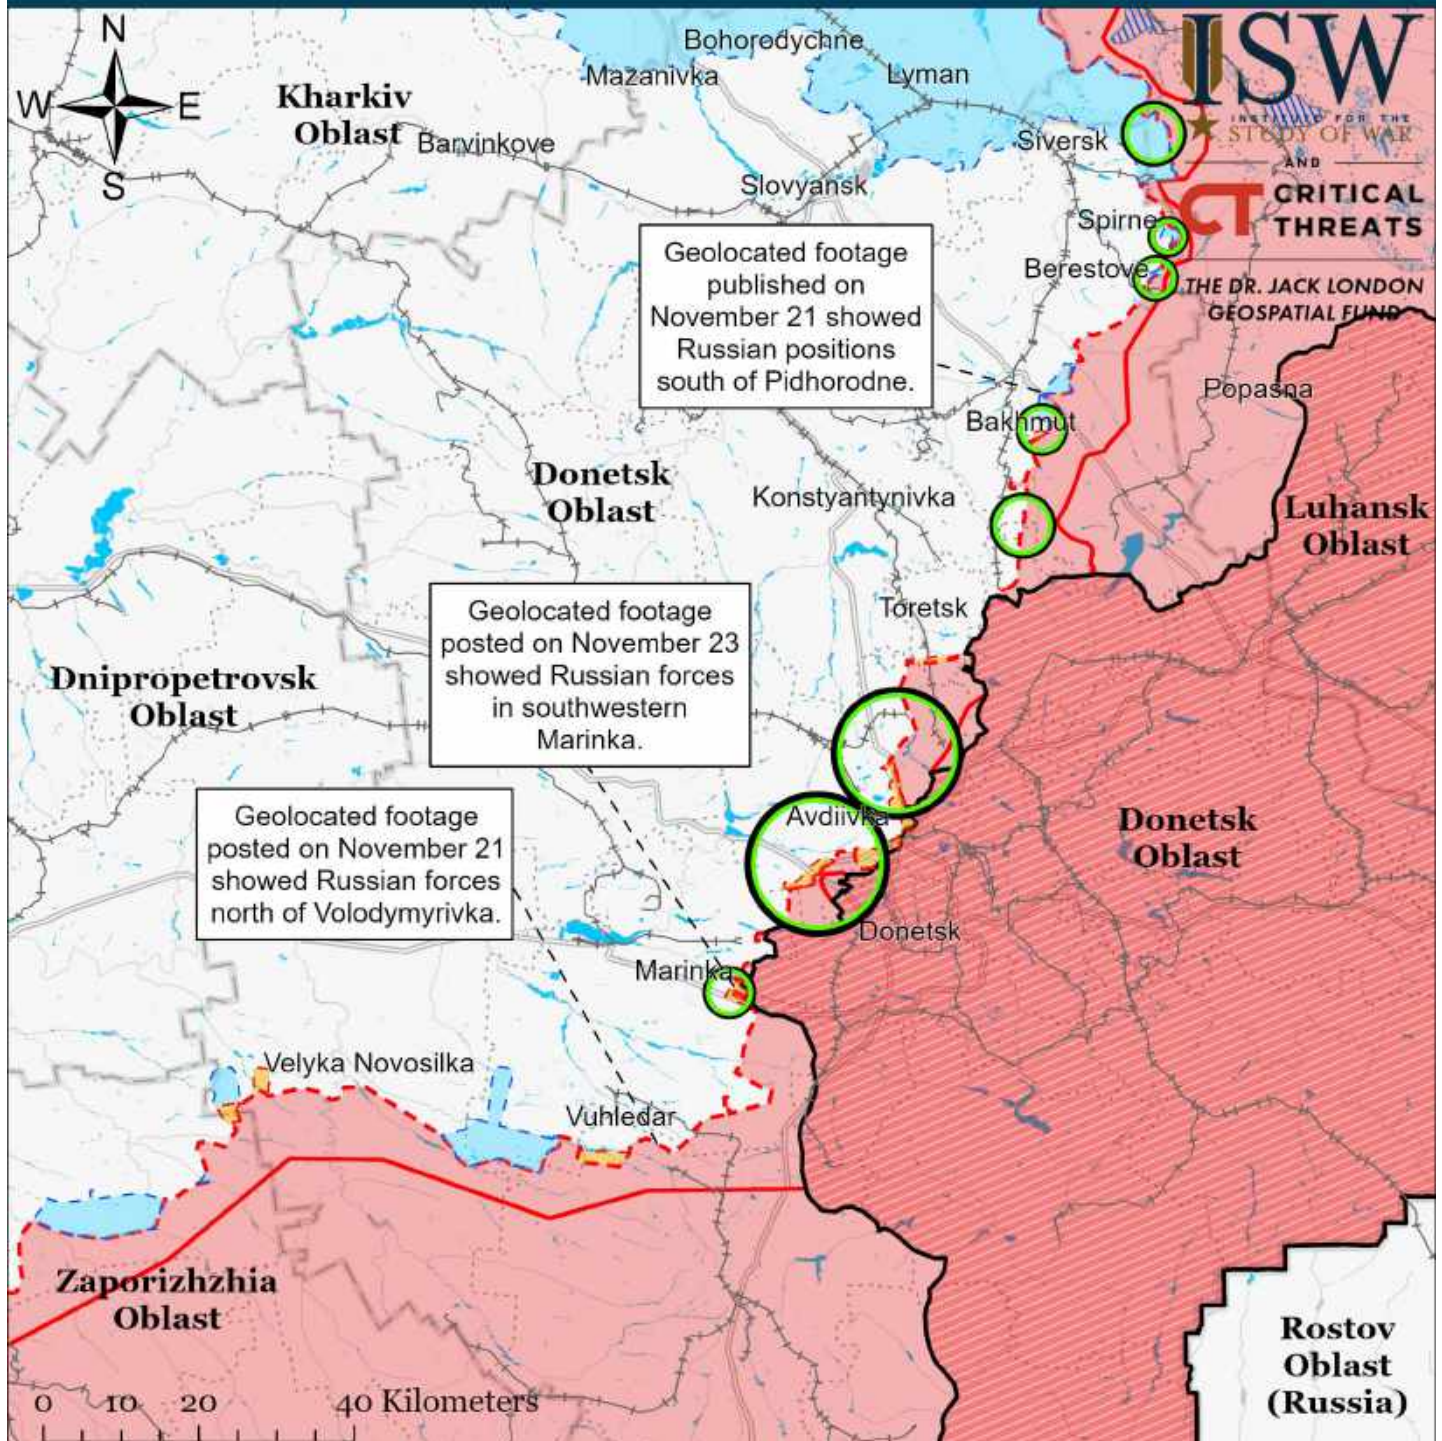 N
W
E
S
Kharkiv
Oblast
Bohorodychne
Mazanivka
Lyman
Barvinkove
Siversk
Slovyansk
Spirne
Berestove
ISW
INSTITUTE FOR THE
STUDY OF WAR
AND
CT CRITICAL
THREATS
THE DR. JACK LONDON
GEOSPATIAL FUND
Geolocated footage
published on
November 21 showed
Russian positions
south of Pidhorodne.
Popasna
Bakhmut
Donetsk
Oblast
Konstyantynivka
Luhansk
Oblast
Toretsk
Geolocated footage
posted on November 23
showed Russian forces
in southwestern
Marinka.
Dnipropetrovsk
Oblast
Geolocated footage
posted on November 21
showed Russian forces
north of Volodymyrivka.
Avdiivka
Donetsk
Oblast
Donetsk
Marinka
Velyka Novosilka
Vuhledar
Zaporizhzhia
Oblast
Rostov
Oblast
(Russia)
0 10 20 40 Kilometers